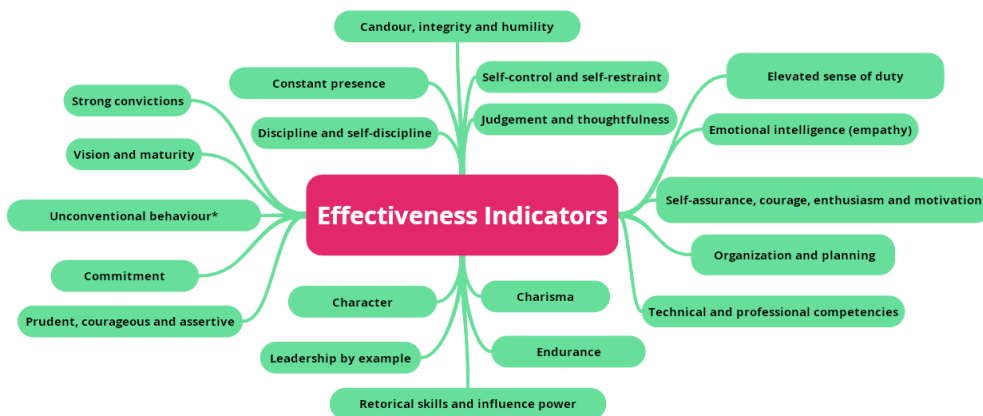 Candour, integrity and humility
Constant presence
Self-control and self-restraint
Elevated sense of duty
Strong convictions
Judgement and thoughtfulness
Discipline and self-discipline
Emotional intelligence (empathy)
Vision and maturity
Self-assurance, courage, enthusiasm and motivation
Unconventional behaviour*
Effectiveness Indicators
Organization and planning
Commitment
Character
Charisma
Technical and professional competencies
Prudent, courageous and assertive
Leadership by example
Endurance
Retorical skills and influence power